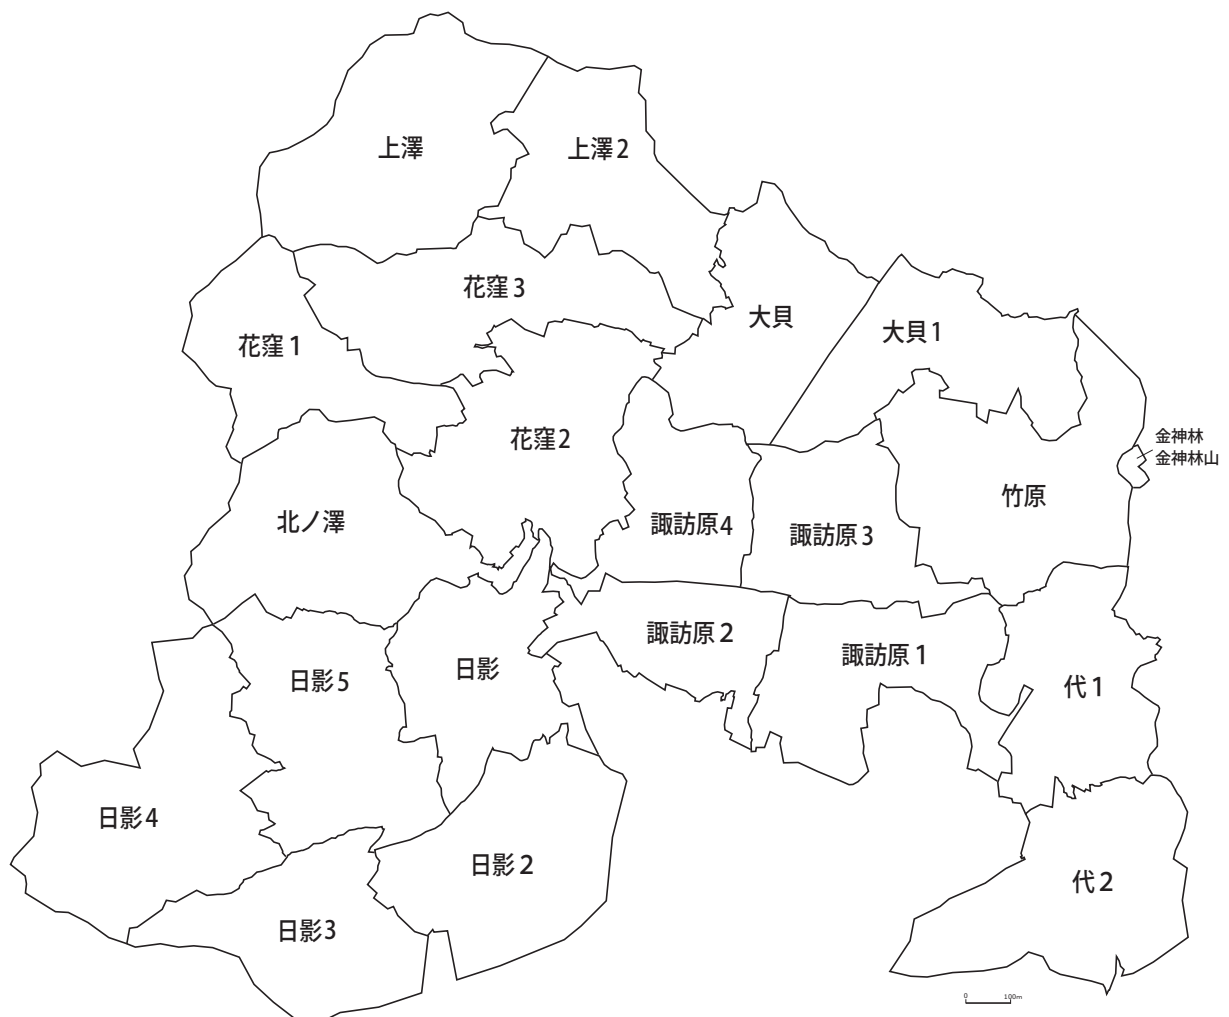 上澤
上澤2
花窪3
大貝
大貝1
花窪1
花窪2
金神林
金神林山
竹原
北ノ澤
諏訪原4
諏訪原3
諏訪原2
諏訪原1
日影5
日影
代1
日影4
日影2
代2
日影3
0 100m